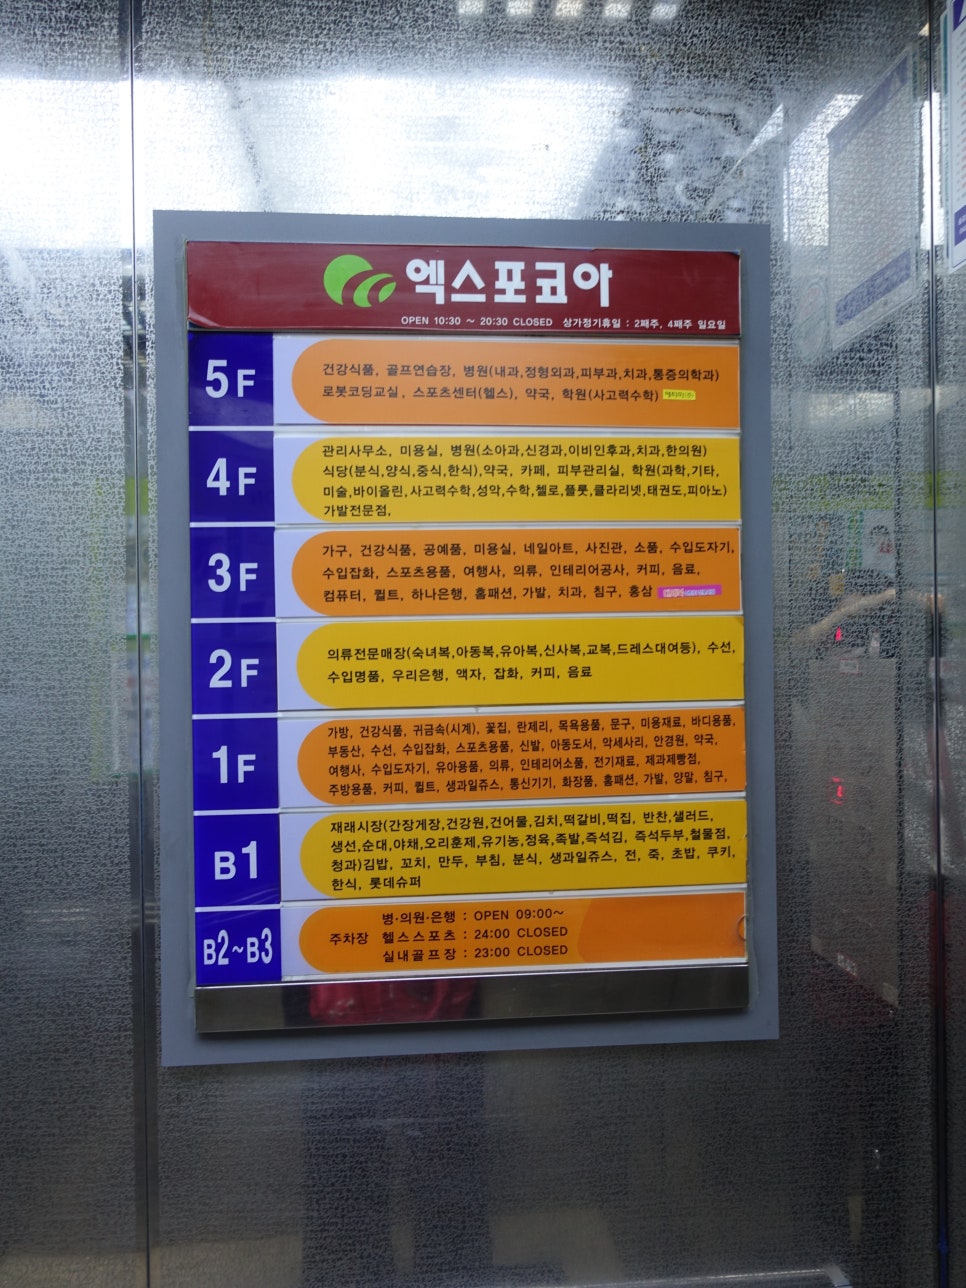 엑스포코아
OPEN 10:30 ~ 20:30 CLOSED 상가정기휴일 : 2째주, 4째주 일요일
5F
건강식품, 골프연습장, 병원(내과,정형외과,피부과,치과,통증의학과)
로봇코딩교실, 스포츠센터(헬스), 약국, 학원(사고력수학)
4F
관리사무소, 미용실, 병원(소아과,신경과,이비인후과,치과,한의원)
식당(분식,양식,중식,한식),약국, 카페, 피부관리실, 학원(과학,기타,
미술,바이올린,사고력수학,성악,수학,첼로,플룻,클라리넷,태권도,피아노)
가발전문점,
3F
가구, 건강식품, 공예품, 미용실, 네일아트, 사진관, 소품, 수입도자기,
수입잡화, 스포츠용품, 여행사, 의류, 인테리어공사, 커피, 음료,
컴퓨터, 퀼트, 하나은행, 홈패션, 가발, 치과, 침구, 홍삼
2F
의류전문매장(숙녀복,아동복,유아복,신사복,교복,드레스대여등), 수선,
수입명품, 우리은행, 액자, 잡화, 커피, 음료
1F
가방, 건강식품, 귀금속(시계), 꽃집, 란제리, 목욕용품, 문구, 미용재료, 바디용품,
부동산, 수선, 수입잡화, 스포츠용품, 신발, 아동도서, 악세사리, 안경원, 약국,
여행사, 수입도자기, 유아용품, 의류, 인테리어소품, 전기재료, 제과제빵점,
주방용품, 커피, 퀼트, 생과일쥬스, 통신기기, 화장품, 홈패션, 가발, 양말, 침구,
B1
재래시장(간장게장,건강원,건어물,김치,떡갈비,떡집, 반찬,샐러드,
생선,순대,야채,오리훈제,유기농,정육,족발,즉석김, 즉석두부,철물점,
청과)김밥, 꼬치, 만두, 부침, 분식, 생과일쥬스, 전, 죽, 초밥, 쿠키,
한식, 롯데슈퍼
B2~B3
병·의원·은행 : OPEN 09:00~
주차장 헬스스포츠 : 24:00 CLOSED
실내골프장 : 23:00 CLOSED